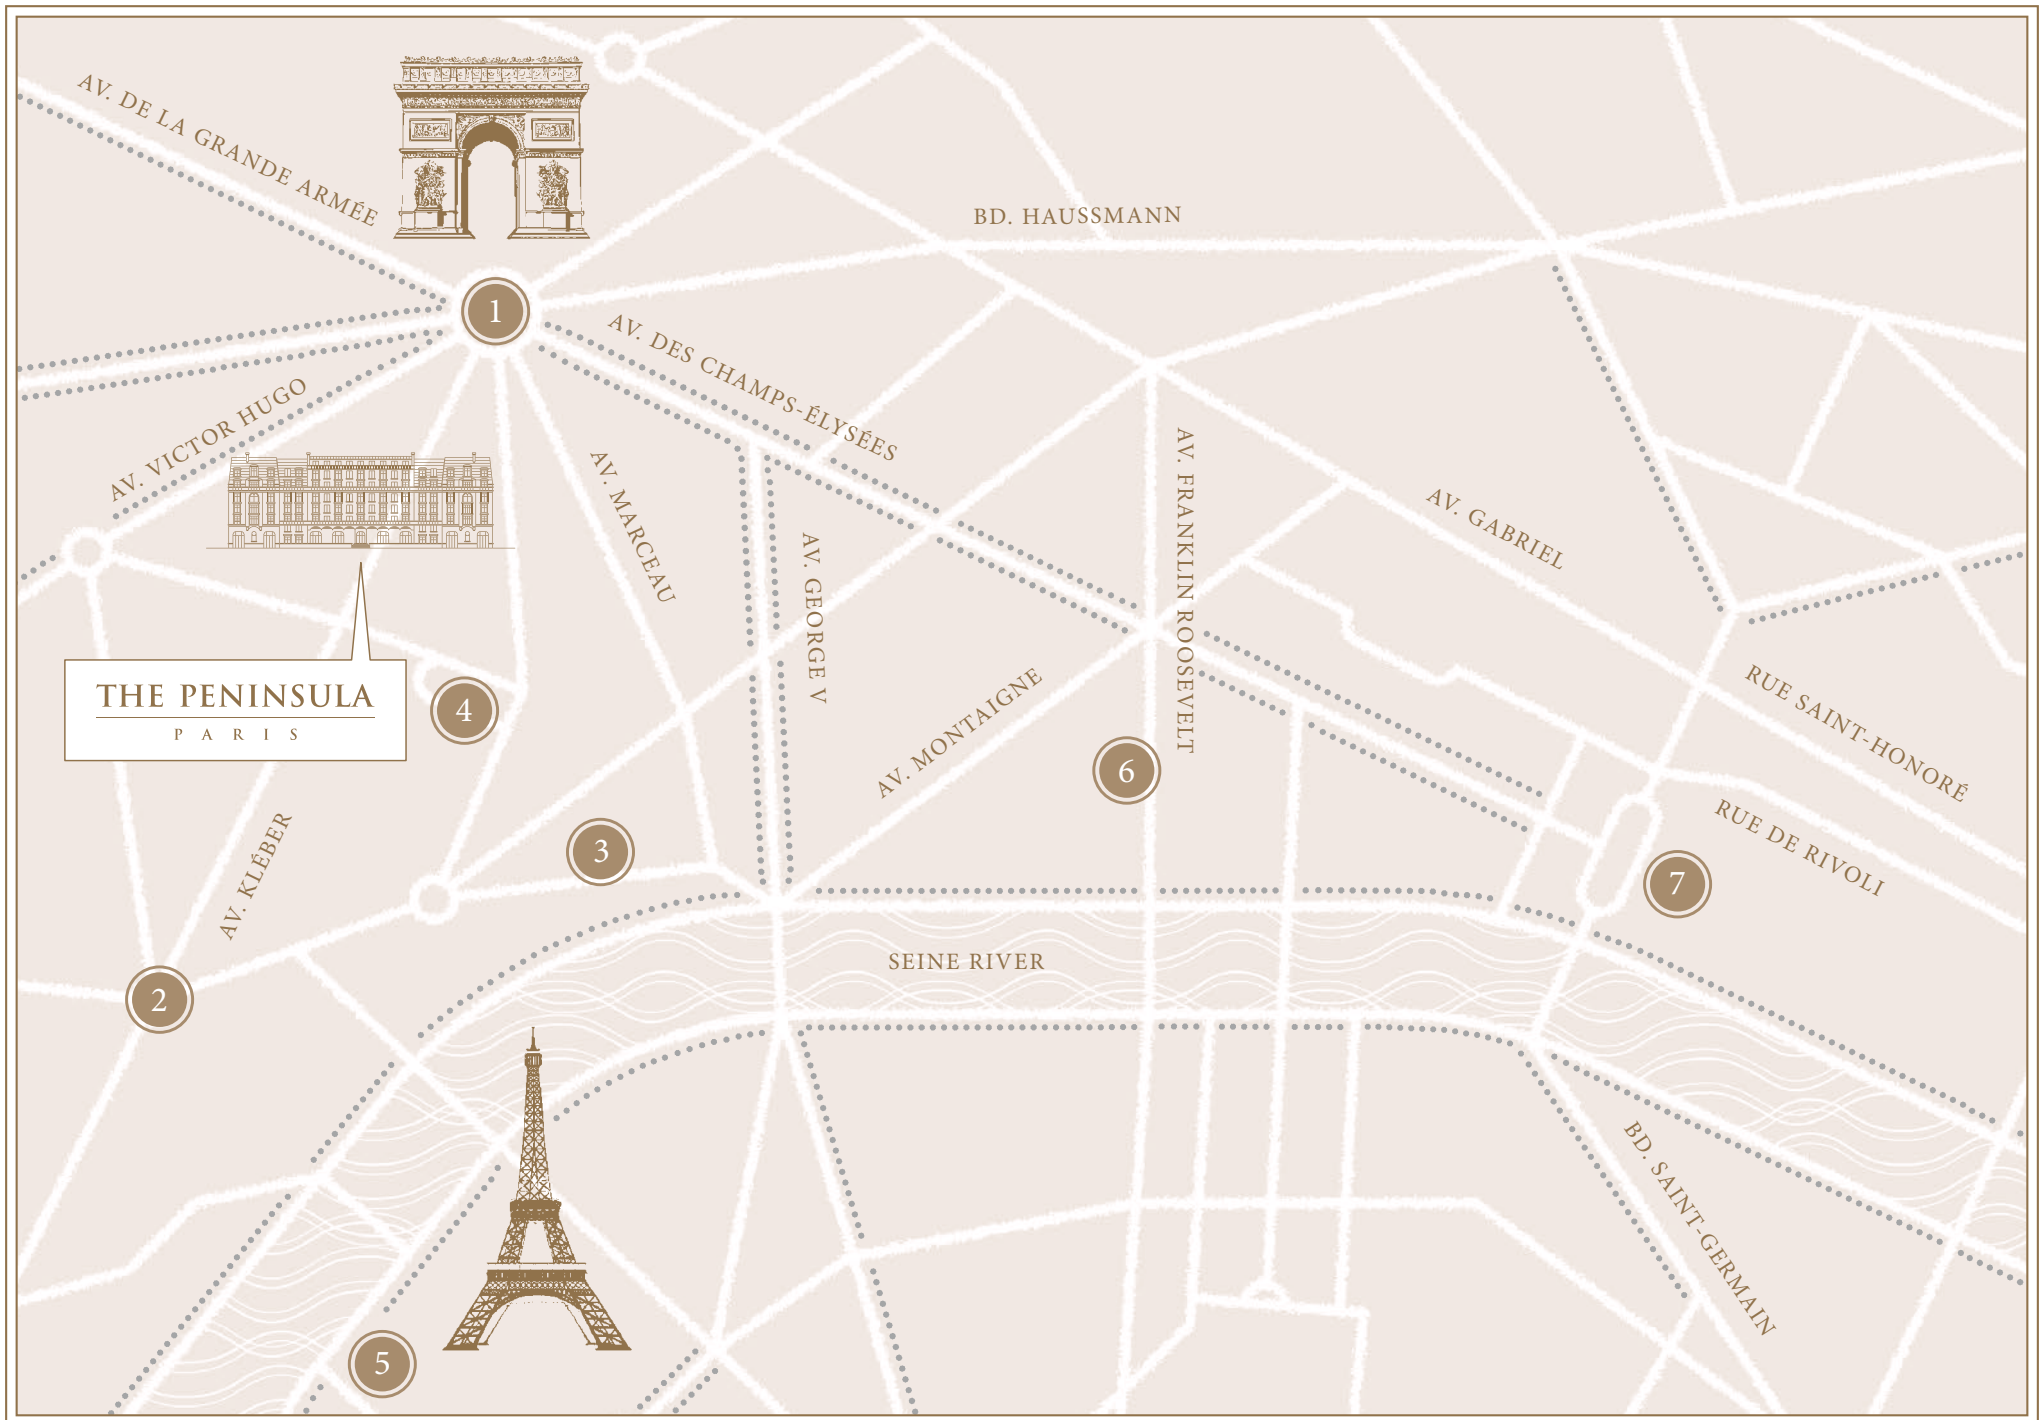 AV. DE LA GRANDE ARMÉE
BD. HAUSSMANN
1
AV. DES CHAMPS-ÉLYSÉES
AV. VICTOR HUGO
AV. MARCEAU
AV. GEORGE V
AV. FRANKLIN ROOSEVELT
AV. GABRIEL
THE PENINSULA
PARIS
4
AV. MONTAIGNE
6
RUE SAINT-HONORÉ
RUE DE RIVOLI
AV. KLÉBER
3
7
SEINE RIVER
2
BD. SAINT-GERMAIN
5